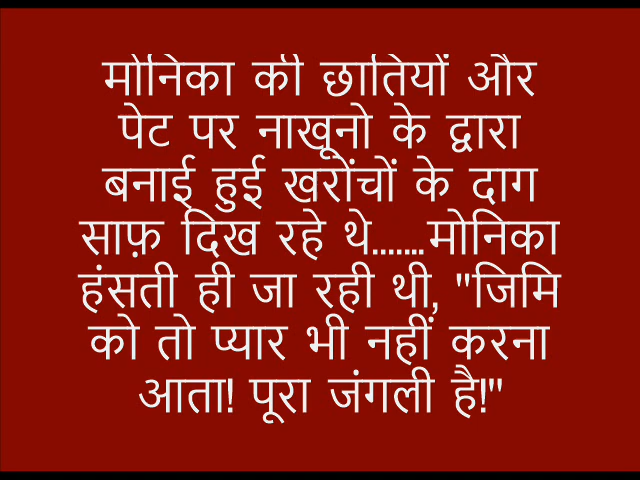 मोनिका की छातियों और
पेट पर नाखूनो के द्वारा
बनाई हुई खरोंचों के दाग
साफ़ दिख रहे थे.......मोनिका
हंसती ही जा रही थी, "जिमि
को तो प्यार भी नहीं करना
आता! पूरा जंगली है!"